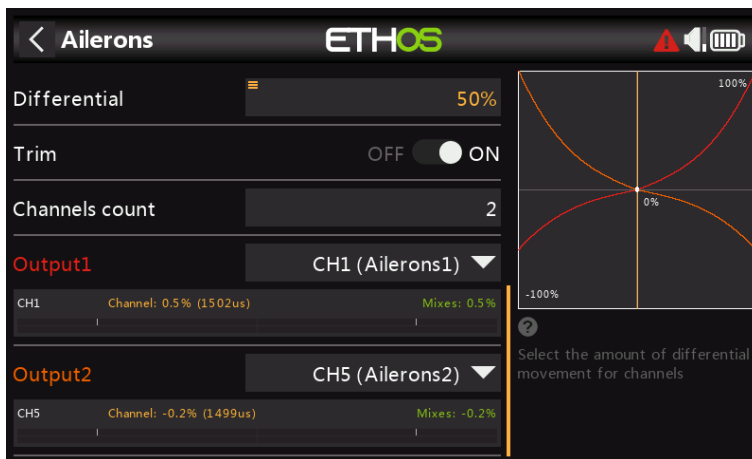 Ailerons
ETHOS
Differential 50%
100%
Trim OFF ON
Channels count 2
0%
Output1 CH1 (Ailerons1)
CH1 Channel: 0.5% (1502us) Mixes: 0.5%
-100%
?
Select the amount of differential
movement for channels
Output2 CH5 (Ailerons2)
CH5 Channel: -0.2% (1499us) Mixes: -0.2%